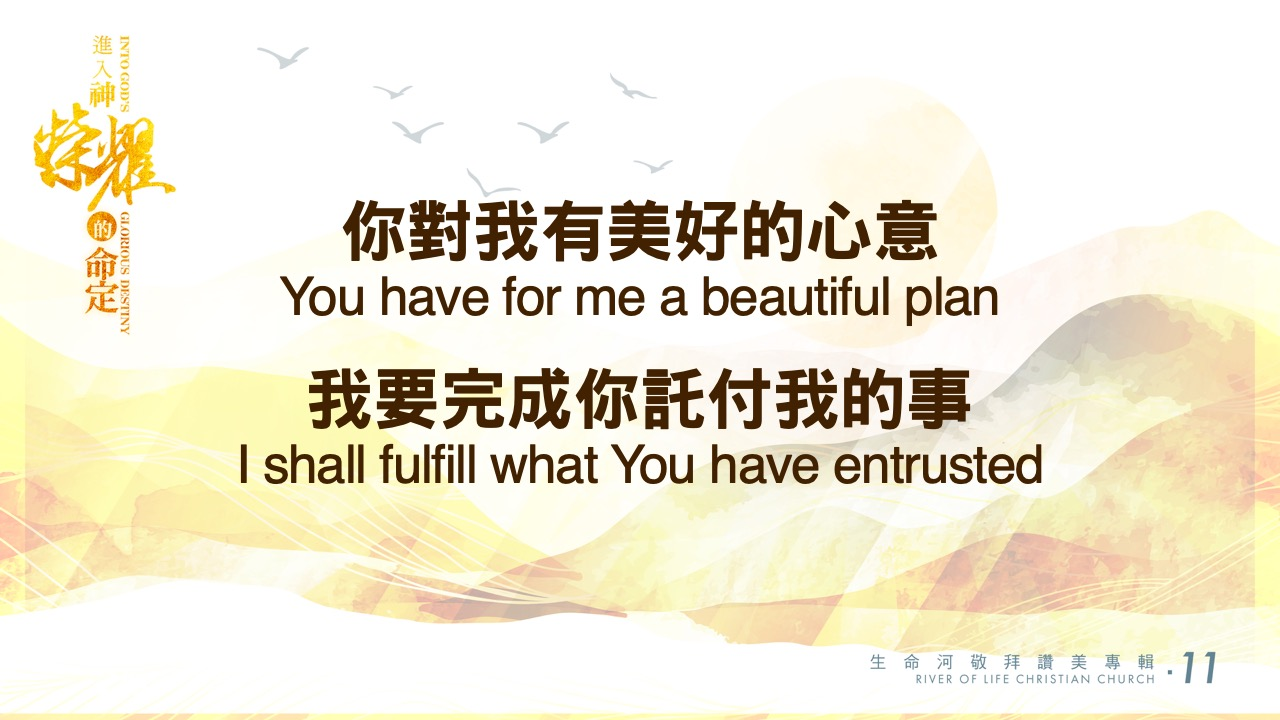 進入神
榮耀
的
命定
INTO GOD'S
GLORIOUS DESTINY
你對我有美好的心意
You have for me a beautiful plan
我要完成你託付我的事
I shall fulfill what You have entrusted
生命河敬拜讚美專輯
RIVER OF LIFE CHRISTIAN CHURCH
·11